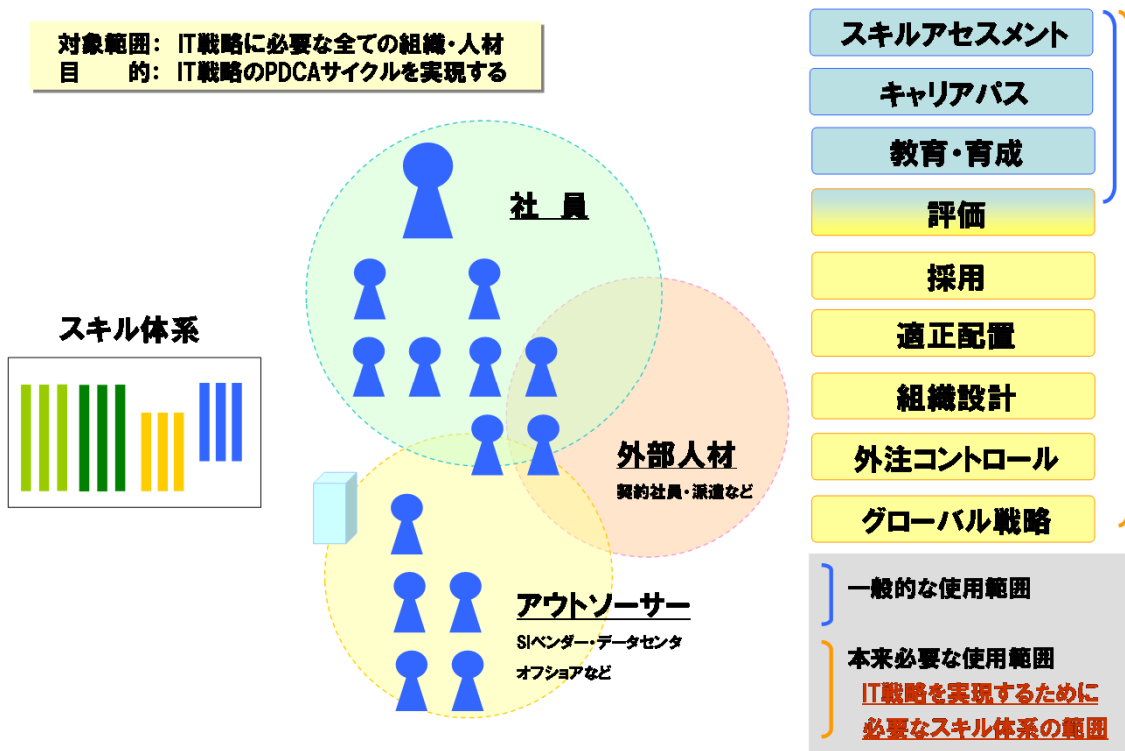 対象範囲： IT戦略に必要な全ての組織・人材
目　　的： IT戦略のPDCAサイクルを実現する
スキル体系
社　員
外部人材
契約社員・派遣など
アウトソーサー
SIベンダー・データセンタ
オフショアなど
スキルアセスメント
キャリアパス
教育・育成
評価
採用
適正配置
組織設計
外注コントロール
グローバル戦略
一般的な使用範囲
本来必要な使用範囲
IT戦略を実現するために
必要なスキル体系の範囲